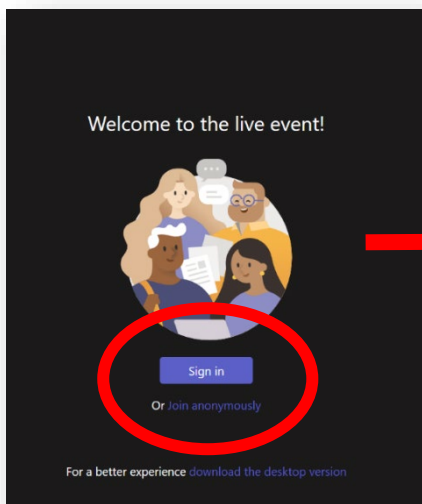 Welcome to the live event!
Sign in
Or Join anonymously
For a better experience download the desktop version